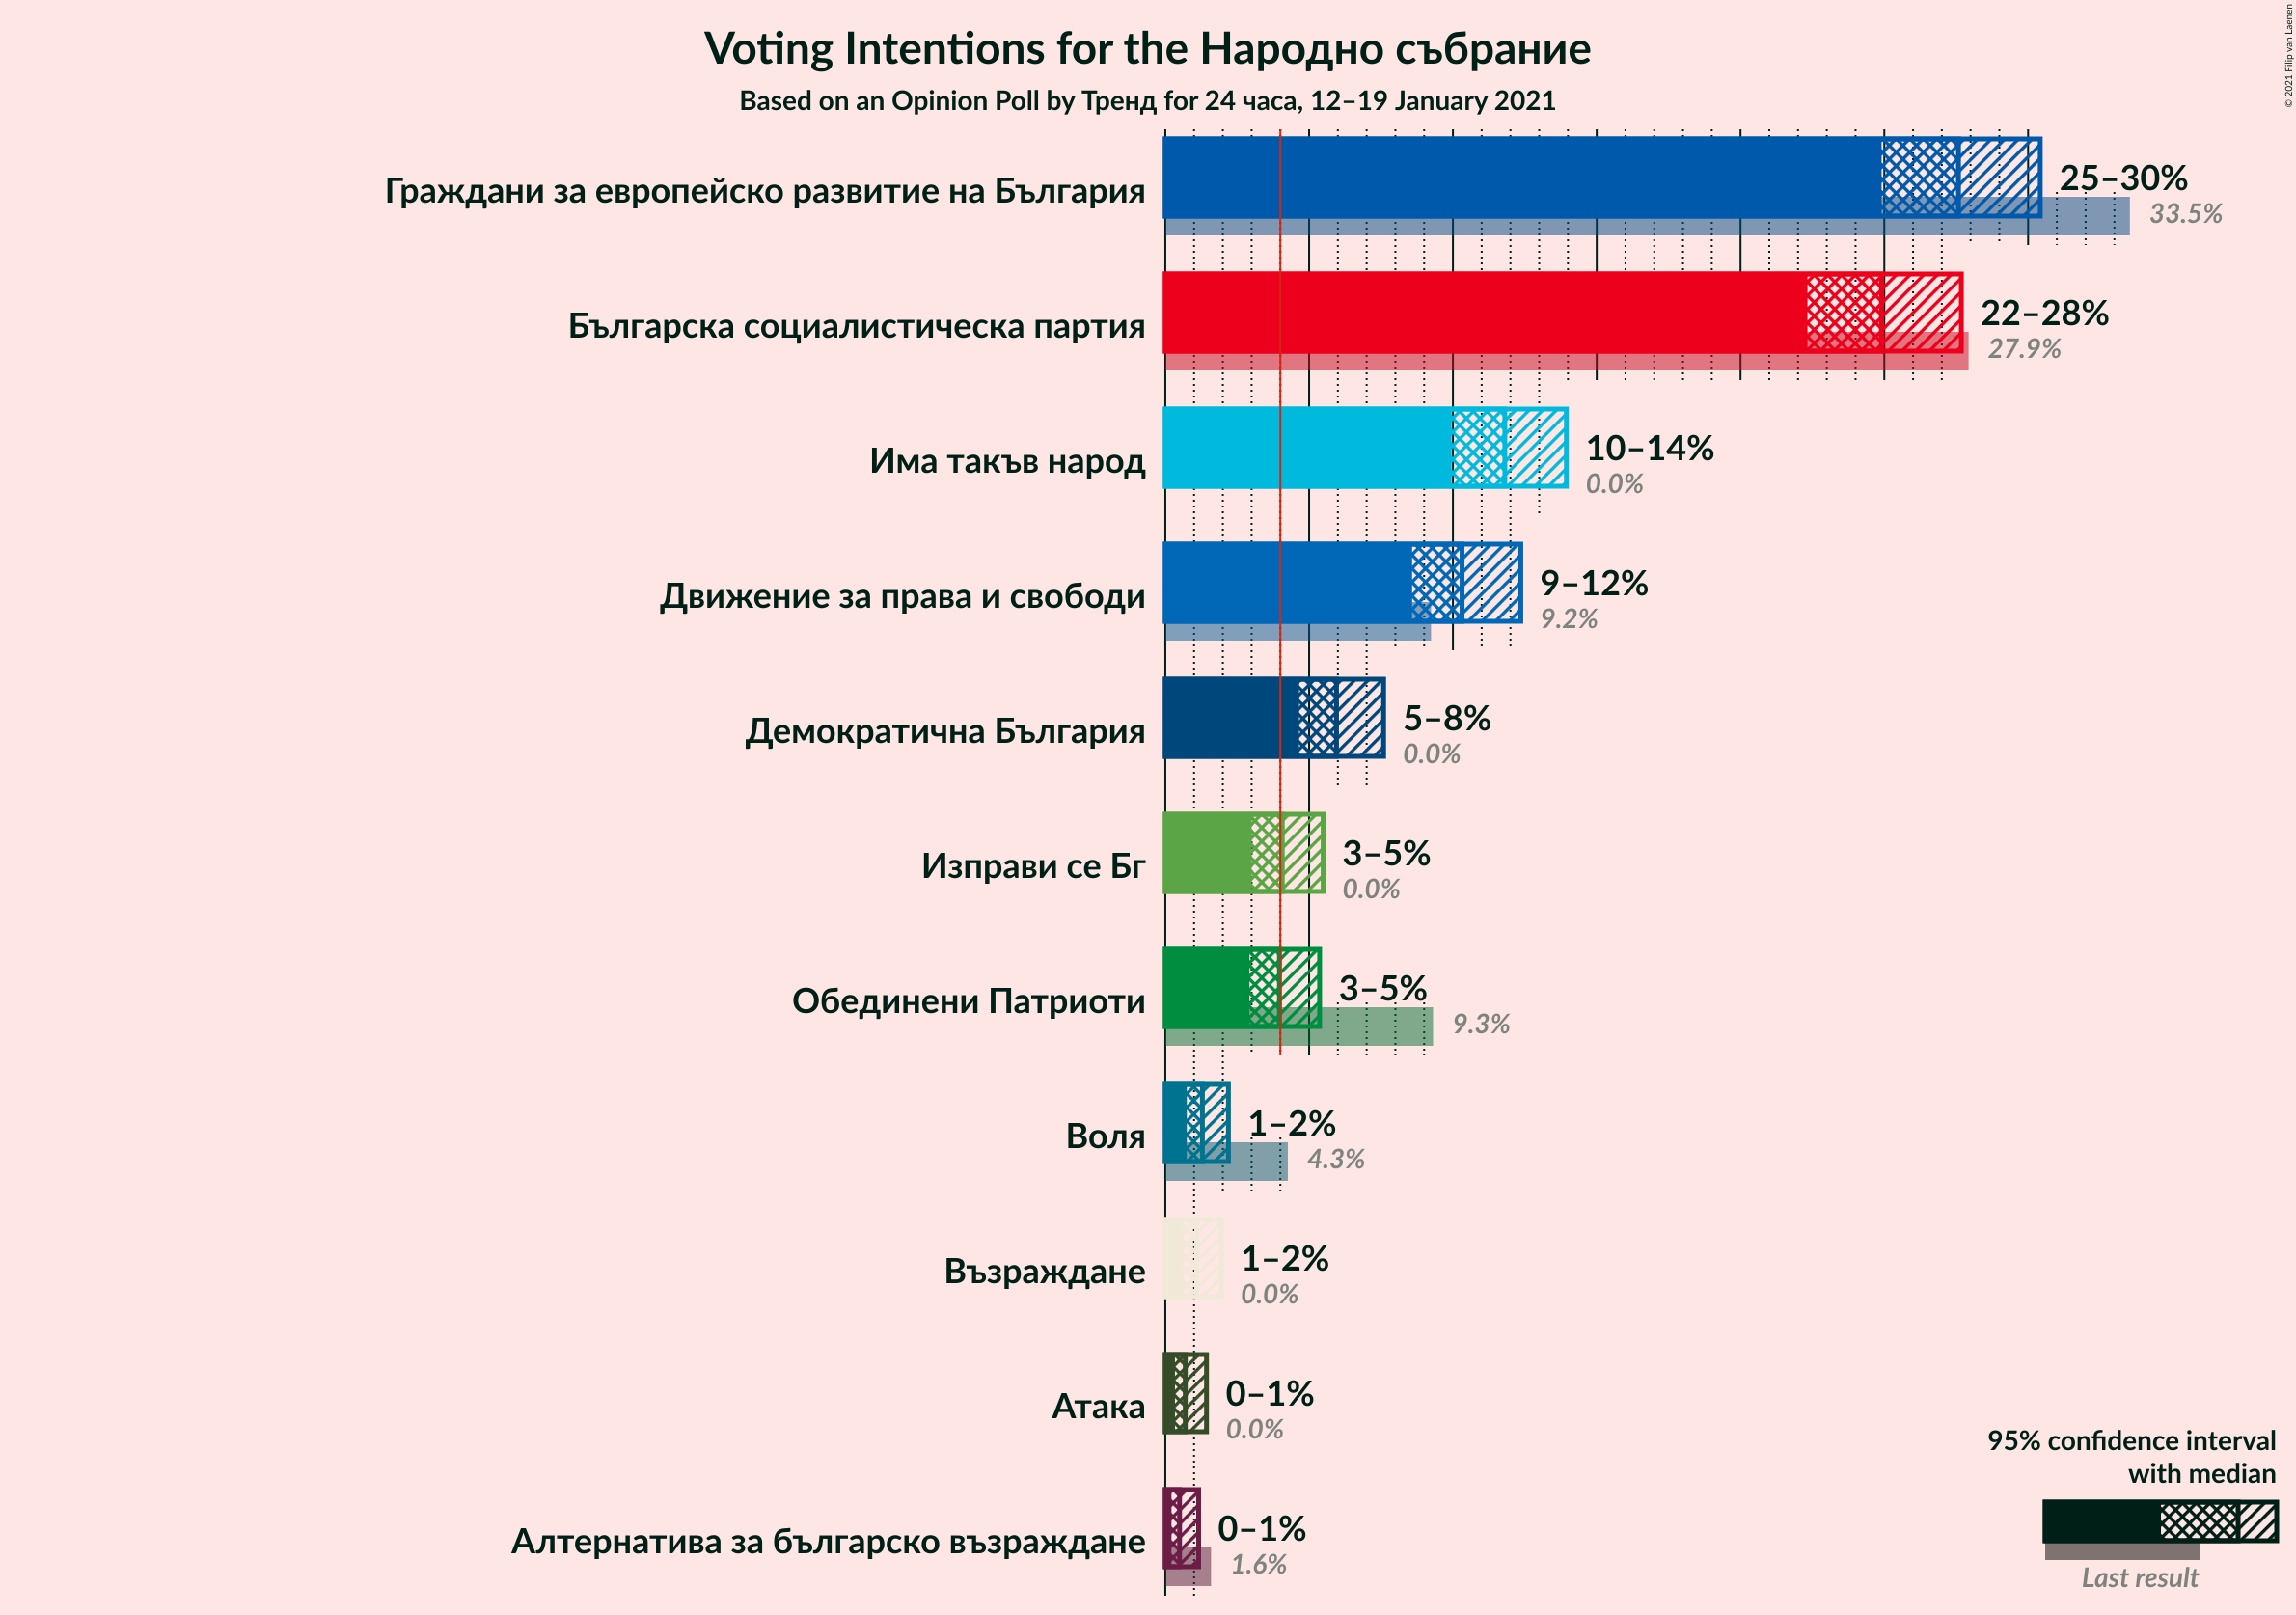 Voting Intentions for the Народно събрание
Based on an Opinion Poll by Тренд for 24 часа, 12–19 January 2021
© 2021 Filip van Laenen
Граждани за европейско развитие на България
25–30%
33.5%
Българска социалистическа партия
22–28%
27.9%
Има такъв народ
10–14%
0.0%
Движение за права и свободи
9–12%
9.2%
Демократична България
5–8%
0.0%
Изправи се Бг
3–5%
0.0%
Обединени Патриоти
3–5%
9.3%
Воля
1–2%
4.3%
Възраждане
1–2%
0.0%
Атака
0–1%
0.0%
Алтернатива за българско възраждане
0–1%
1.6%
95% confidence interval
with median
Last result